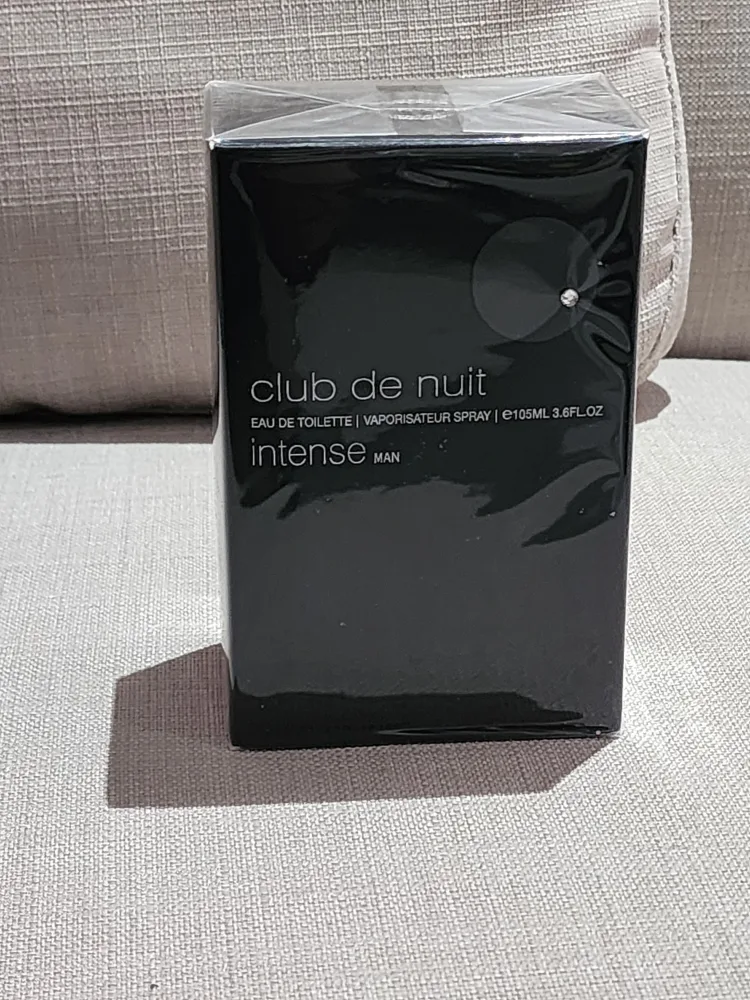 club de nuit
EAU DE TOILETTE | VAPORISATEUR SPRAY | ℮105ML 3.6FL.OZ
intense MAN